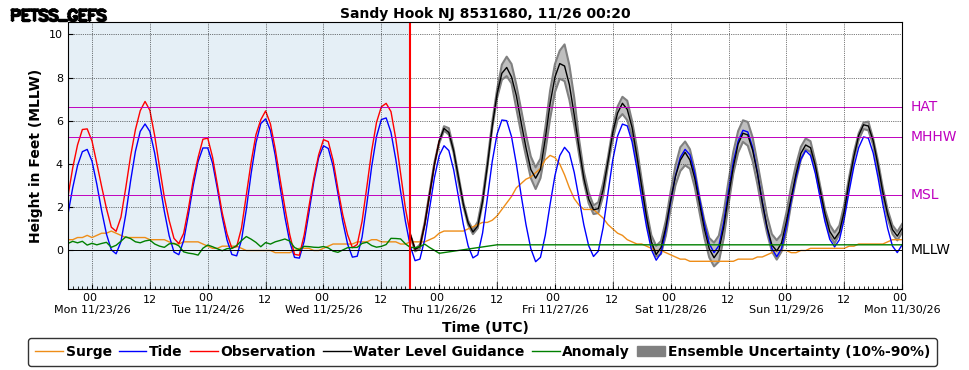 PETSS_GEFS
Sandy Hook NJ 8531680, 11/26 00:20
Height in Feet (MLLW)
10
8
6
4
2
0
HAT
MHHW
MSL
MLLW
00 12 00 12 00 12 00 12 00 12 00 12 00 12 00
Mon 11/23/26 Tue 11/24/26 Wed 11/25/26 Thu 11/26/26 Fri 11/27/26 Sat 11/28/26 Sun 11/29/26 Mon 11/30/26
Time (UTC)
Surge Tide Observation Water Level Guidance Anomaly Ensemble Uncertainty (10%-90%)